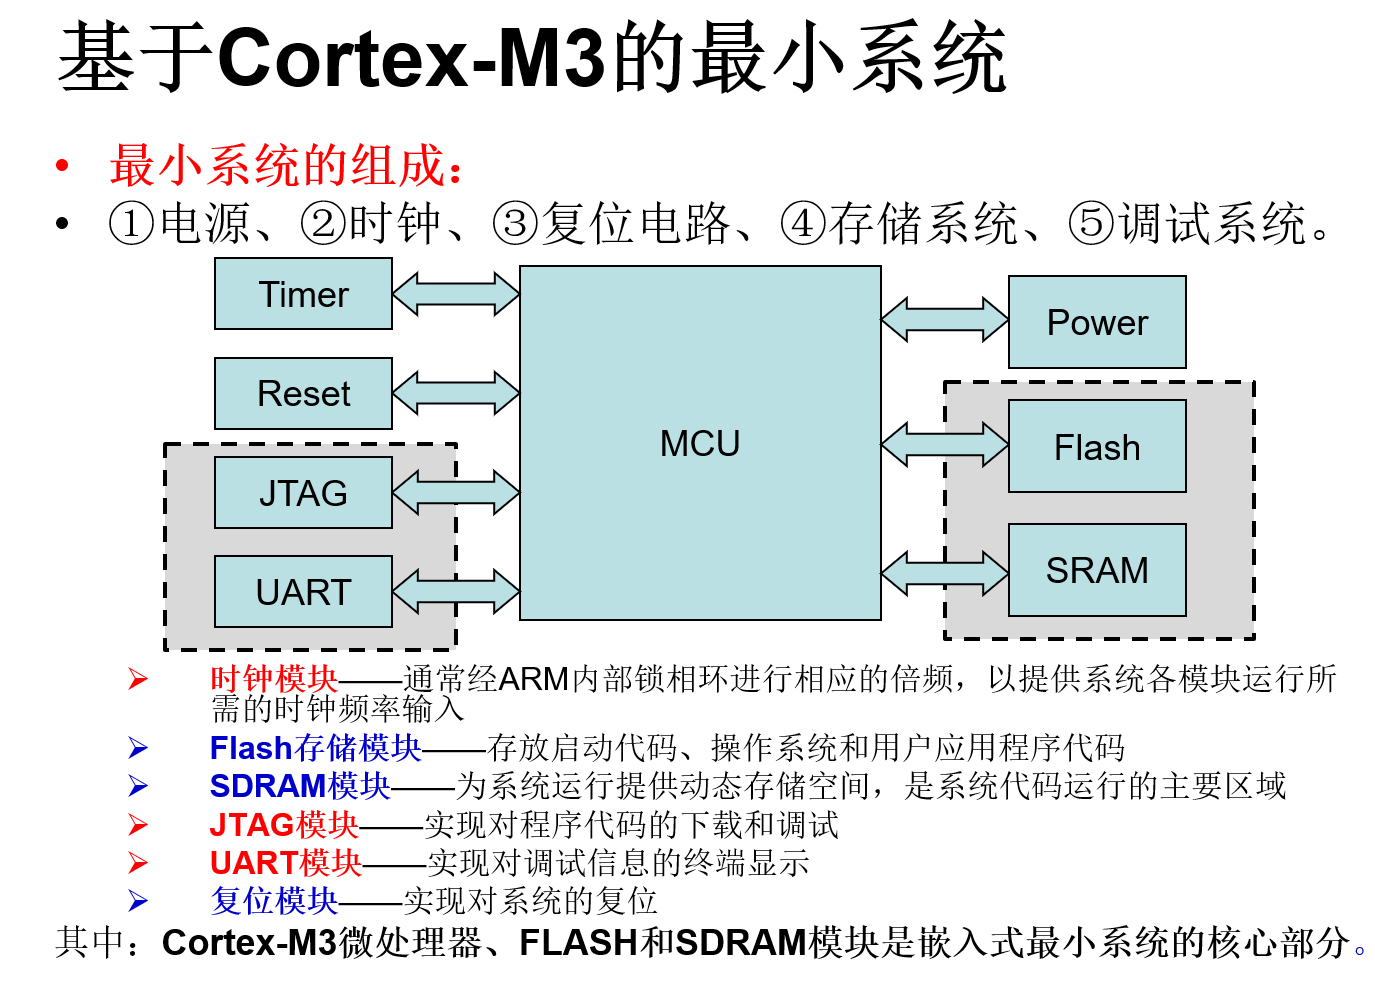 基于Cortex-M3的最小系统
• 最小系统的组成：
• ①电源、②时钟、③复位电路、④存储系统、⑤调试系统。
Timer
Reset
JTAG
UART
MCU
Power
Flash
SRAM
➢ 时钟模块——通常经ARM内部锁相环进行相应的倍频，以提供系统各模块运行所
需的时钟频率输入
➢ Flash存储模块——存放启动代码、操作系统和用户应用程序代码
➢ SDRAM模块——为系统运行提供动态存储空间，是系统代码运行的主要区域
➢ JTAG模块——实现对程序代码的下载和调试
➢ UART模块——实现对调试信息的终端显示
➢ 复位模块——实现对系统的复位
其中：Cortex-M3微处理器、FLASH和SDRAM模块是嵌入式最小系统的核心部分。